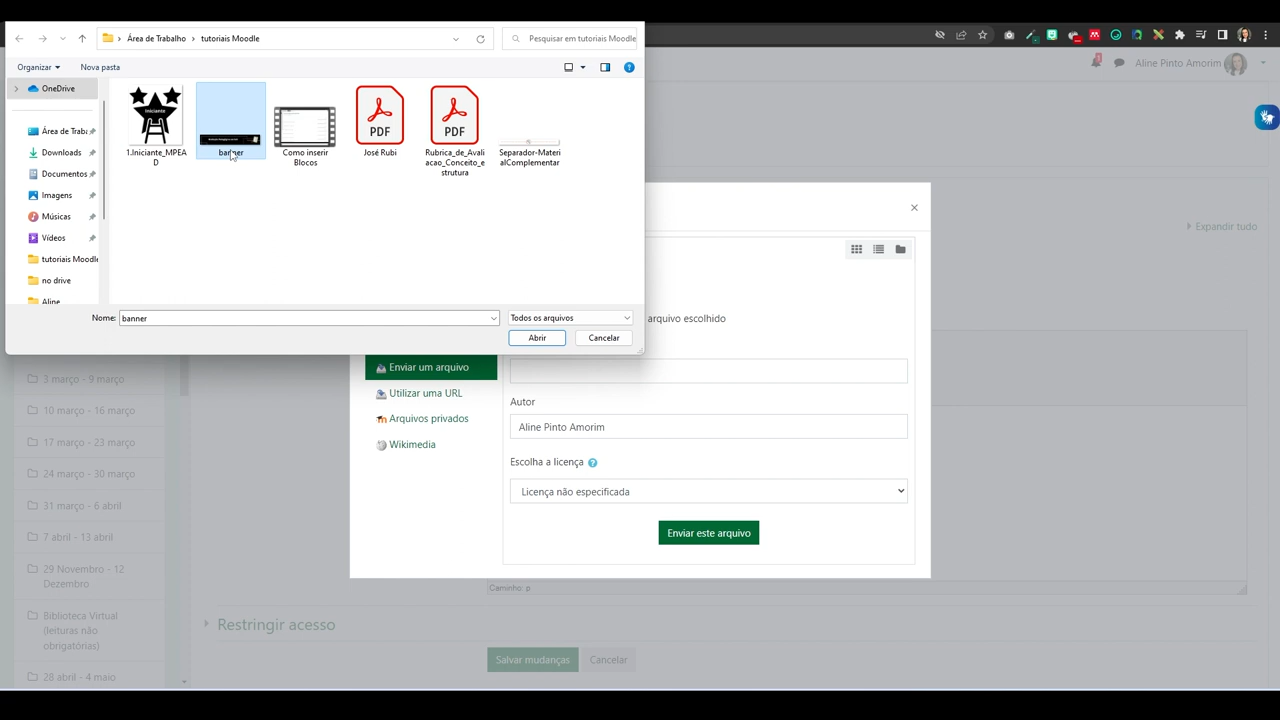 Área de Trabalho
tutoriais Moodle
Pesquisar em tutoriais Moodle
Organizar
Nova pasta
OneDrive
Área de Traba
Downloads
Documentos
Imagens
Músicas
Vídeos
tutoriais Moodle
no drive
Aline
Iniciante
1.Iniciante_MPEA
D
banner
Como inserir
Blocos
PDF
José Rubi
PDF
Rubrica_de_Avali
acao_Conceito_e
strutura
Separador-Materi
alComplementar
Nome:
banner
Todos os arquivos
Abrir
Cancelar
Aline Pinto Amorim
Expandir tudo
arquivo escolhido
Enviar um arquivo
Utilizar uma URL
Arquivos privados
Wikimedia
Autor
Aline Pinto Amorim
Escolha a licença
Licença não especificada
Enviar este arquivo
3 março - 9 março
10 março - 16 março
17 março - 23 março
24 março - 30 março
31 março - 6 abril
7 abril - 13 abril
29 Novembro - 12
Dezembro
Biblioteca Virtual
(leituras não
obrigatórias)
28 abril - 4 maio
Caminho: p
Restringir acesso
Salvar mudanças
Cancelar